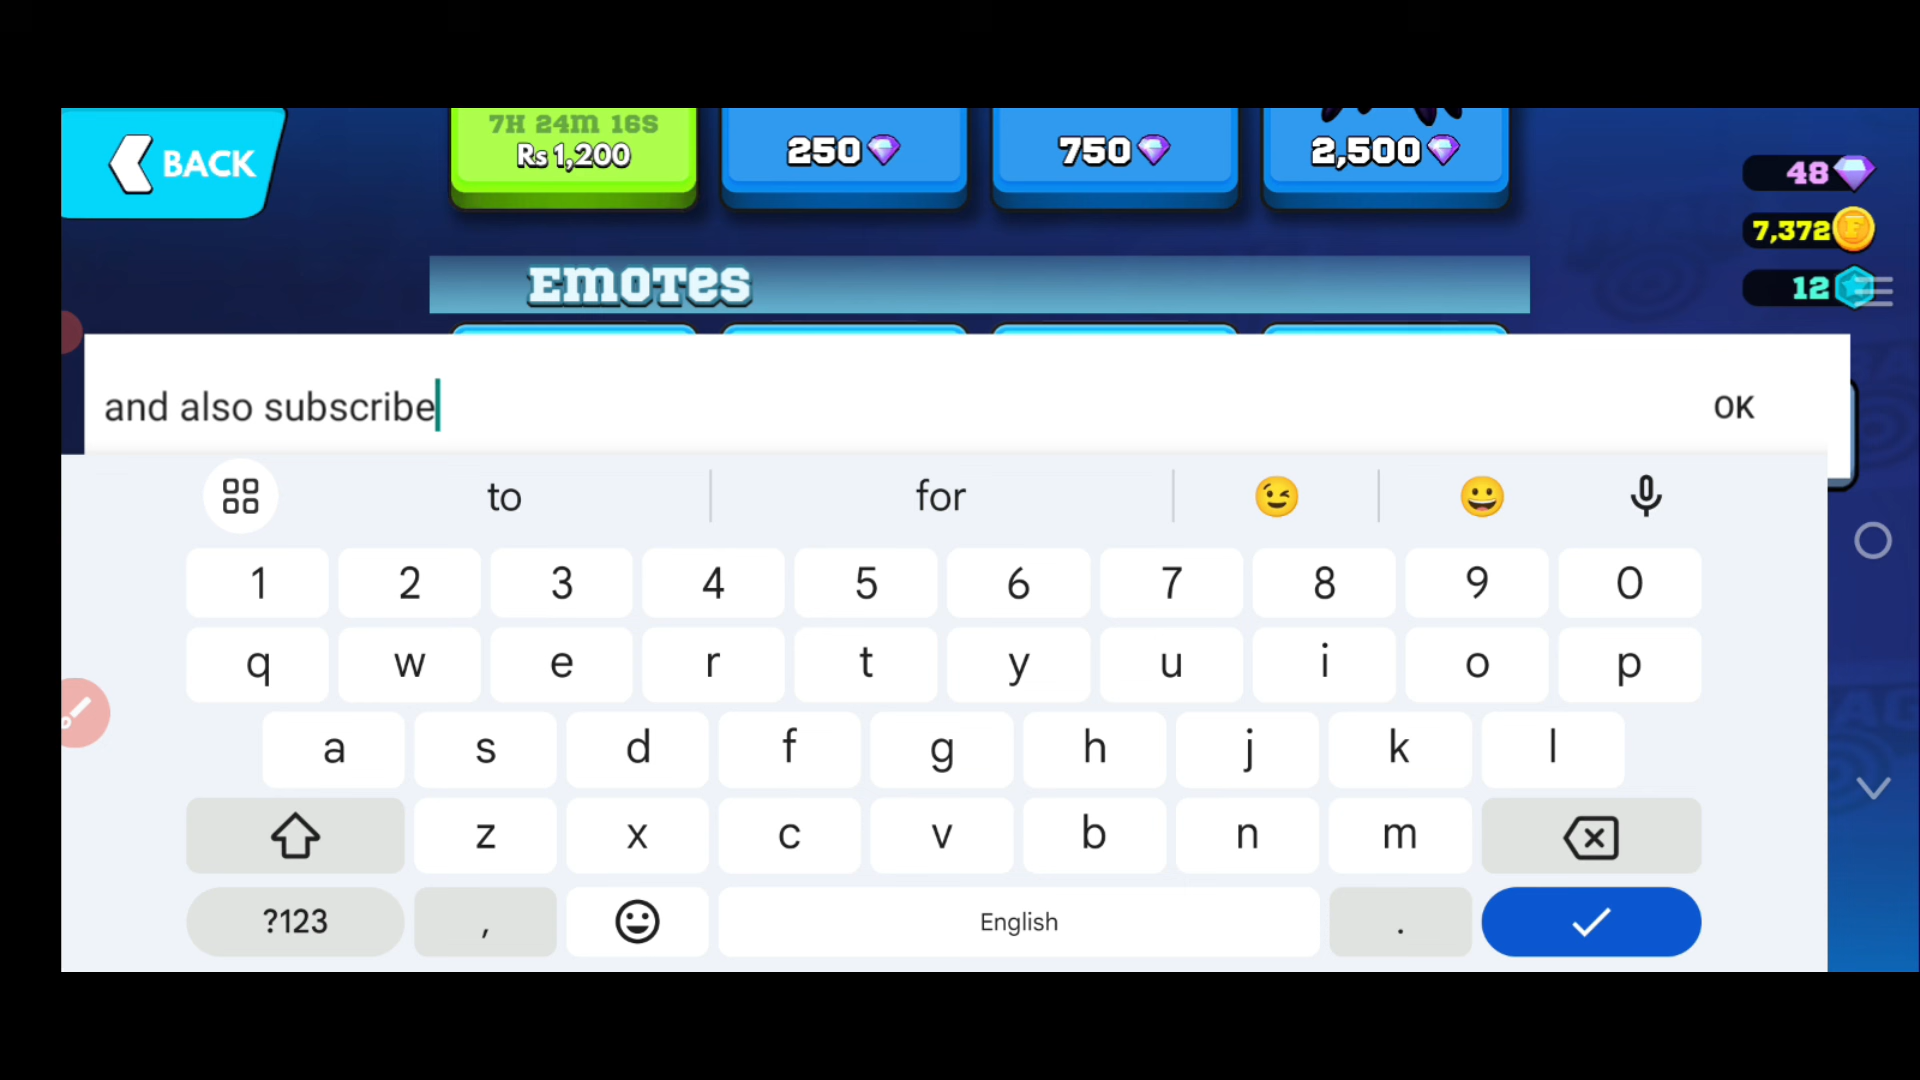 7H 24m 16s
Rs 1,200
250
750
2,500
BACK
48
7,372
12
Emotes
and also subscribe
OK
to
for
1 2 3 4 5 6 7 8 9 0
q w e r t y u i o p
a s d f g h j k l
z x c v b n m
?123 , English .